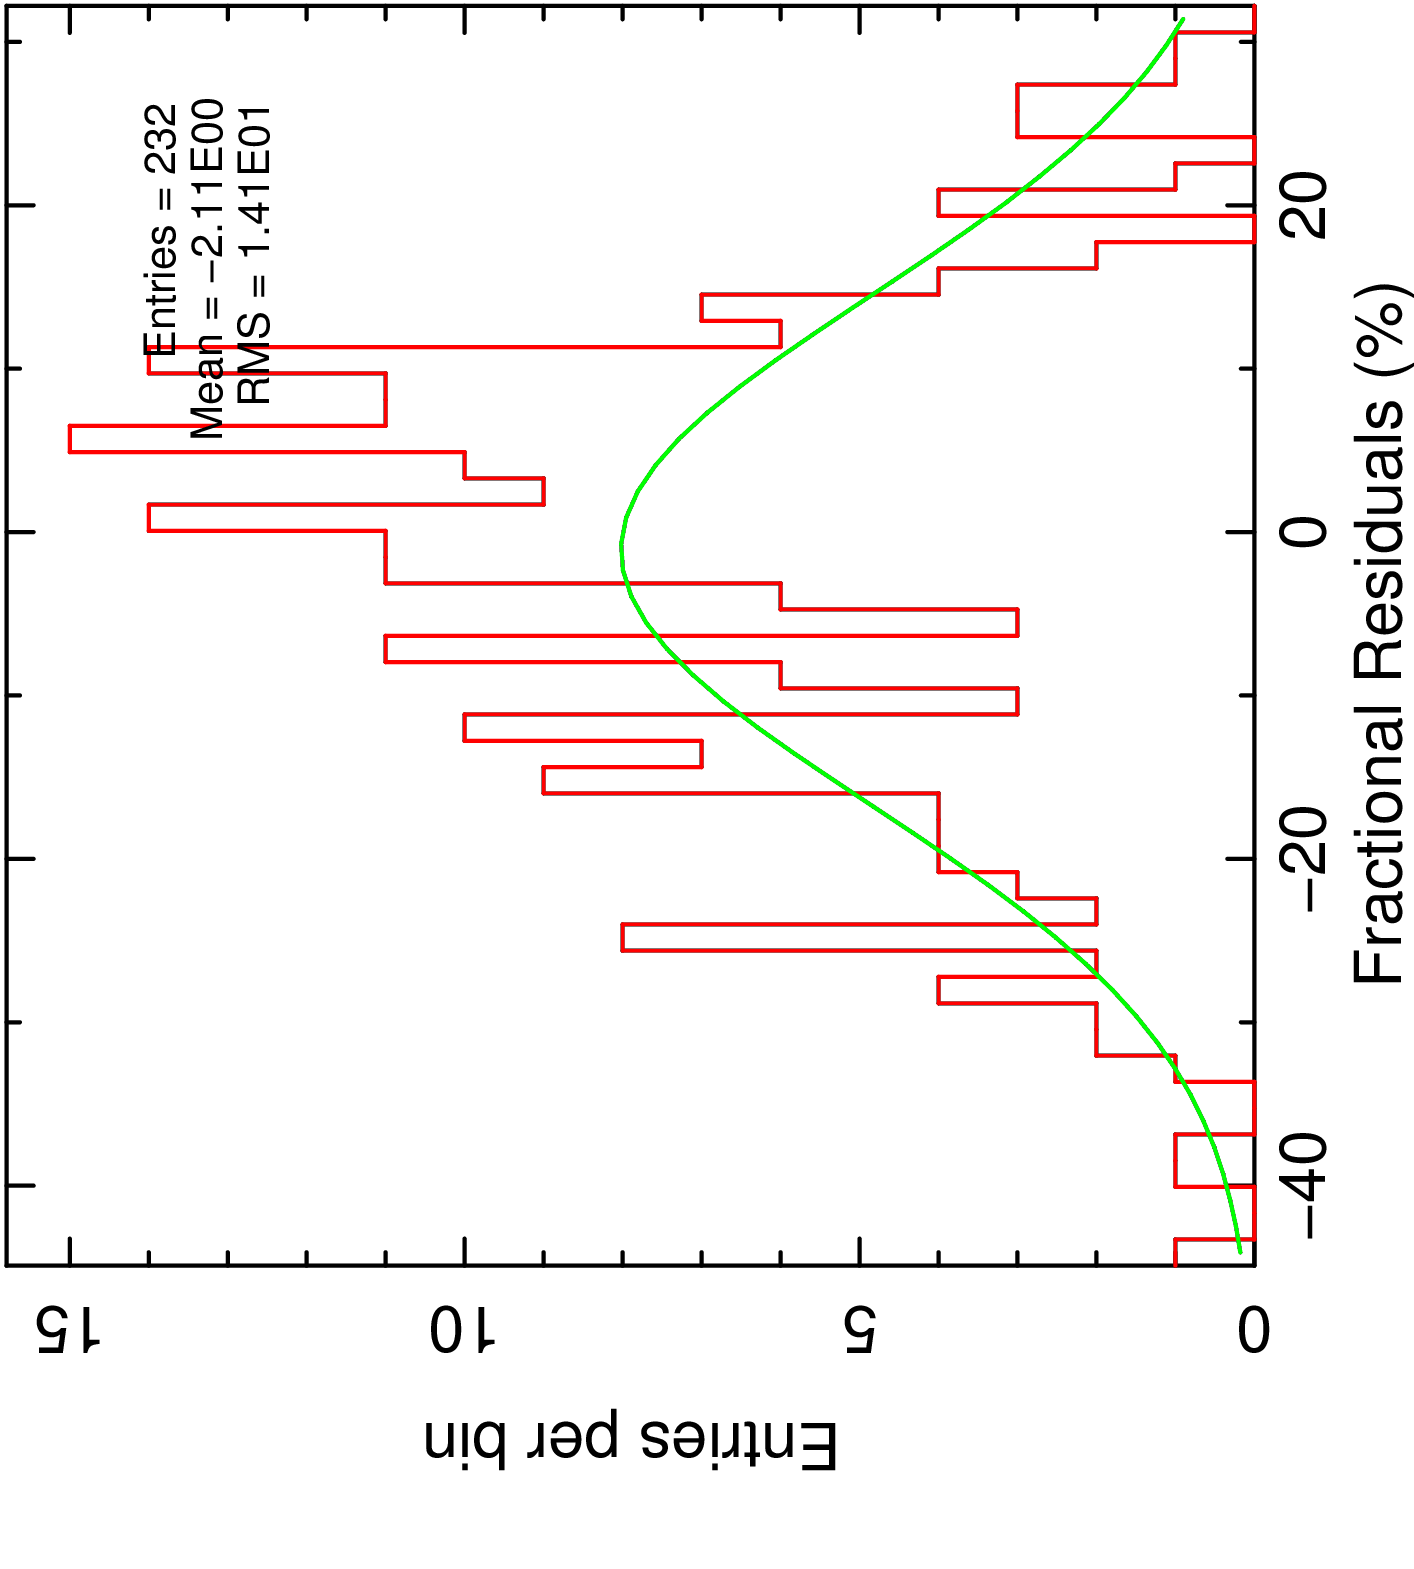 Entries = 232
Mean = −2.11E00
RMS = 1.41E01
15
10
5
0
Entries per bin
−40
−20
0
20
Fractional Residuals (%)